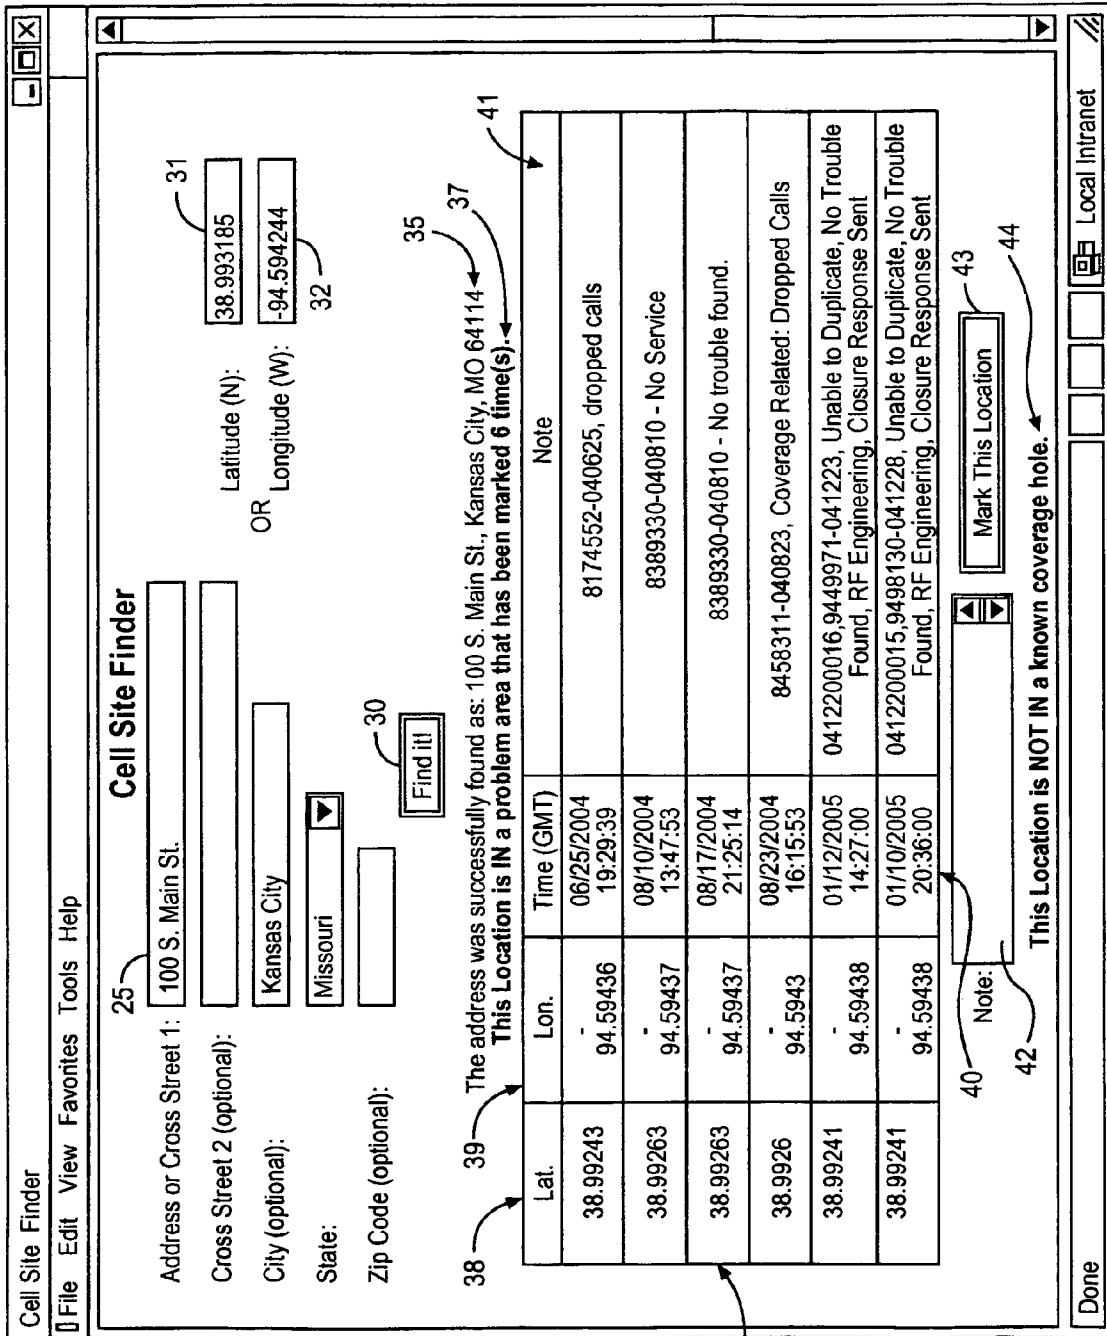 Cell Site Finder
File Edit View Favorites Tools Help
Cell Site Finder
25
Address or Cross Street 1: 100 S. Main St.
Cross Street 2 (optional):
City (optional): Kansas City
State: Missouri
Zip Code (optional):
OR
Latitude (N): 38.993185
31
Longitude (W): -94.594244
32
30
Find it!
The address was successfully found as: 100 S. Main St., Kansas City, MO 64114
35
This Location is IN a problem area that has been marked 6 time(s).
37
38
39
41
Lat. Lon. Time (GMT) Note
38.99243 - 94.59436 06/25/2004 19:29:39 8174552-040625, dropped calls
38.99263 - 94.59437 08/10/2004 13:47:53 8389330-040810 - No Service
38.99263 - 94.59437 08/17/2004 21:25:14 8389330-040810 - No trouble found.
38.9926 - 94.5943 08/23/2004 16:15:53 8458311-040823, Coverage Related: Dropped Calls
38.99241 - 94.59438 01/12/2005 14:27:00 04122200016,9449971-041223, Unable to Duplicate, No Trouble
Found, RF Engineering, Closure Response Sent
38.99241 - 94.59438 01/10/2005 20:36:00 04122200015,9498130-041228, Unable to Duplicate, No Trouble
Found, RF Engineering, Closure Response Sent
40
Note:
42
Mark This Location
43
This Location is NOT IN a known coverage hole.
44
Done
Local Intranet